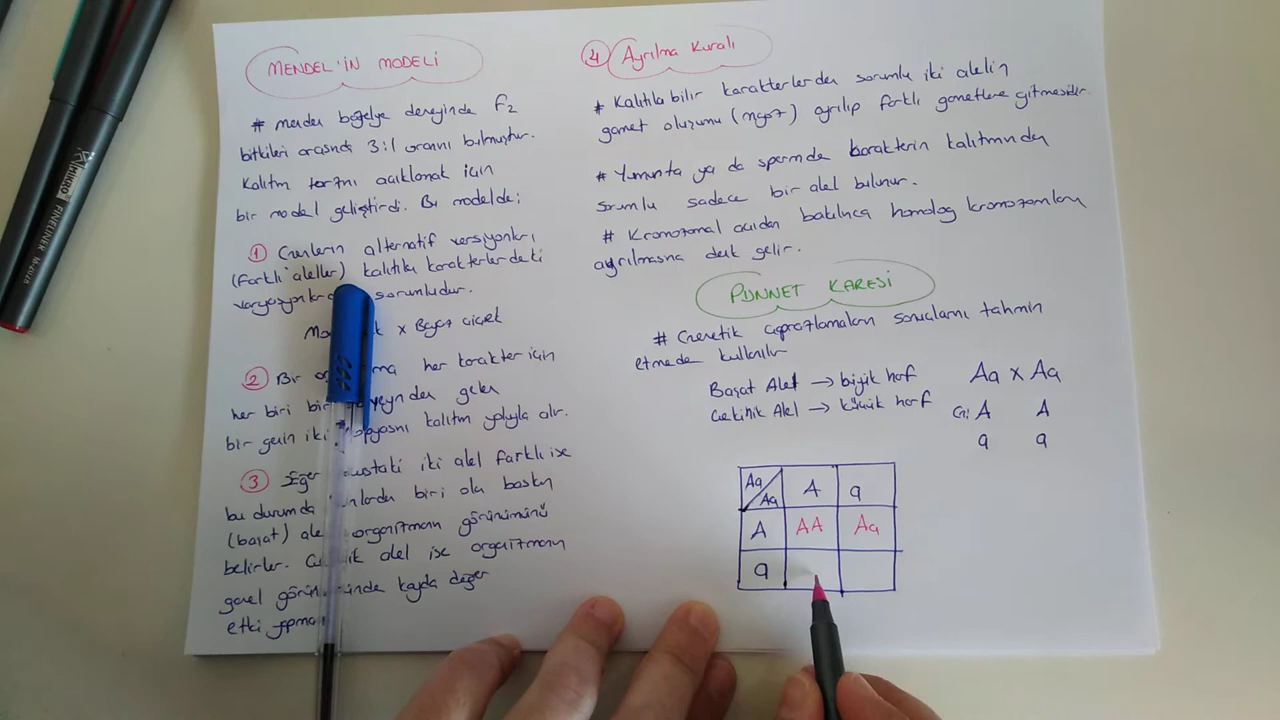 MENDEL'İN MODELİ
# Mendel bezelye deneyinde F2
bitkileri arasında 3:1 oranını bulmuştur.
Kalıtım tarzını açıklamak için
bir model geliştirdi. Bu modelde;
① Genlerin alternatif versiyonları
(farklı aleller) kalıtılan karakterlerdeki
sorumludur.
x Beyaz çiçek
② Bir her karakter için
her biri bir gelen
bir genin iki kalıtım yoluyla alır.
③ Eğer iki alel farklı ise
bu durumda biri olan baskın
(başat) organizmanın görünümünü
belirler. alel ise organizmanın
genel kayda değer
etki
④ Ayrılma Kuralı
# Kalıtılabilir karakterlerden sorumlu iki alelin
gamet oluşumu (mayoz) ayrılıp farklı gametlere gitmesidir.
# Yumurta ya da spermde karakterin kalıtımından
sorumlu sadece bir alel bulunur.
# Kromozomal açıdan bakılınca homolog kromozomların
ayrılmasına denk gelir.
PUNNET KARESİ
# Genetik çaprazlamaların sonuçlarını tahmin
etmede kullanılır
Başat Alel → büyük harf
Çekinik Alel → küçük harf
Aa x Aa
G: A A
a a
Aa Aa A a
A AA Aa
a
MIKRO FINELINER